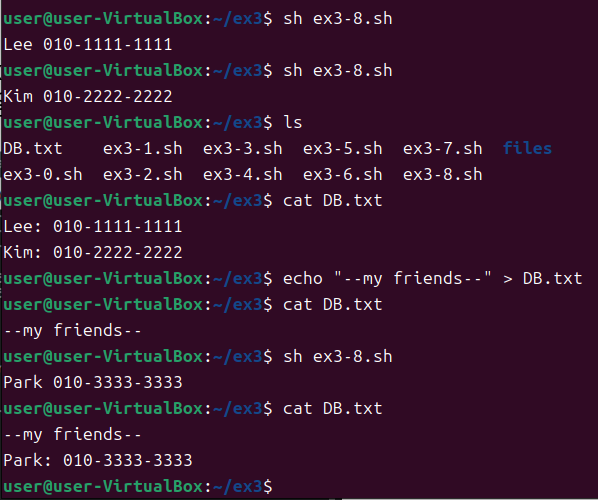 user@user-VirtualBox:~/ex3$ sh ex3-8.sh
Lee 010-1111-1111
user@user-VirtualBox:~/ex3$ sh ex3-8.sh
Kim 010-2222-2222
user@user-VirtualBox:~/ex3$ ls
DB.txt    ex3-1.sh  ex3-3.sh  ex3-5.sh  ex3-7.sh  files
ex3-0.sh  ex3-2.sh  ex3-4.sh  ex3-6.sh  ex3-8.sh
user@user-VirtualBox:~/ex3$ cat DB.txt
Lee: 010-1111-1111
Kim: 010-2222-2222
user@user-VirtualBox:~/ex3$ echo "--my friends--" > DB.txt
user@user-VirtualBox:~/ex3$ cat DB.txt
--my friends--
user@user-VirtualBox:~/ex3$ sh ex3-8.sh
Park 010-3333-3333
user@user-VirtualBox:~/ex3$ cat DB.txt
--my friends--
Park: 010-3333-3333
user@user-VirtualBox:~/ex3$